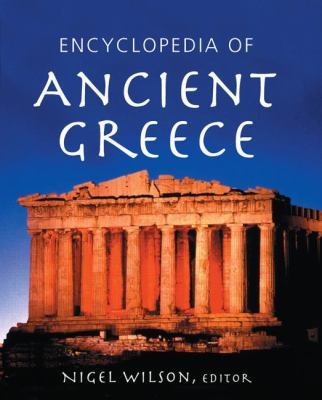 ENCYCLOPEDIA OF
ANCIENT
GREECE
NIGEL WILSON, EDITOR